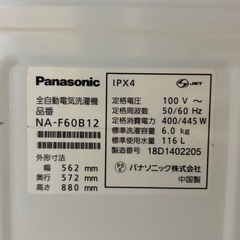 Panasonic
全自動電気洗濯機
品番
NA-F60B12
外形寸法
幅 562 mm
奥行 572 mm
高さ 880 mm
IPX4
JET
定格電圧 100 V ~
定格周波数 50/60 Hz
定格消費電力 400/445 W
標準洗濯容量 6.0 kg
標準使用水量 116 L
製造番号 18D1402205
パナソニック株式会社
中国製